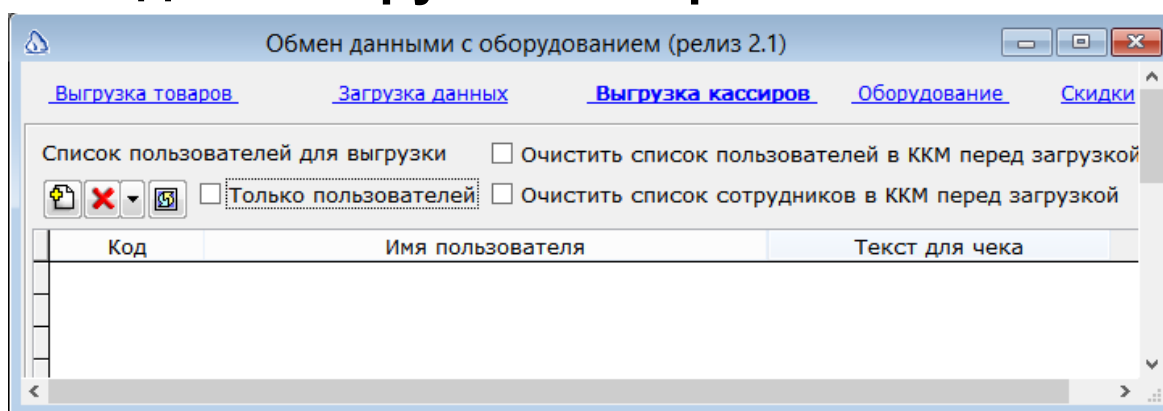 Обмен данными с оборудованием (релиз 2.1)
Выгрузка товаров Загрузка данных Выгрузка кассиров Оборудование Скидки
Список пользователей для выгрузки Очистить список пользователей в ККМ перед загрузкой
Только пользователей Очистить список сотрудников в ККМ перед загрузкой
Код Имя пользователя Текст для чека